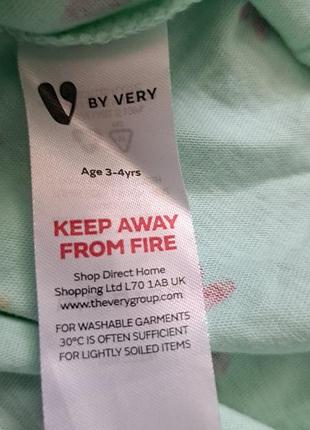 BY VERY
Age 3-4yrs
KEEP AWAY
FROM FIRE
Shop Direct Home
Shopping Ltd L70 1AB UK
www.theverygroup.com
FOR WASHABLE GARMENTS
30°C IS OFTEN SUFFICIENT
FOR LIGHTLY SOILED ITEMS